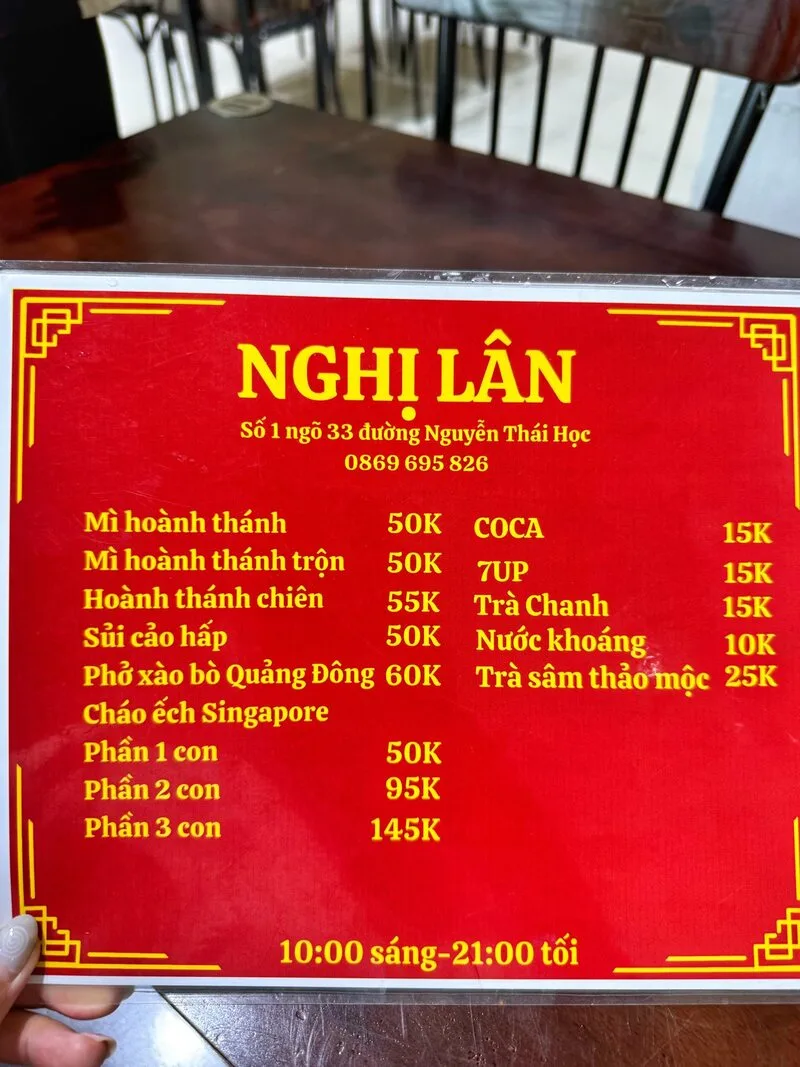 NGHỊ LÂN
Số 1 ngõ 33 đường Nguyễn Thái Học
0869 695 826
Mì hoành thánh 50K
Mì hoành thánh trộn 50K
Hoành thánh chiên 55K
Sủi cảo hấp 50K
Phở xào bò Quảng Đông 60K
Cháo ếch Singapore
Phần 1 con 50K
Phần 2 con 95K
Phần 3 con 145K
COCA 15K
7UP 15K
Trà Chanh 15K
Nước khoáng 10K
Trà sâm thảo mộc 25K
10:00 sáng-21:00 tối